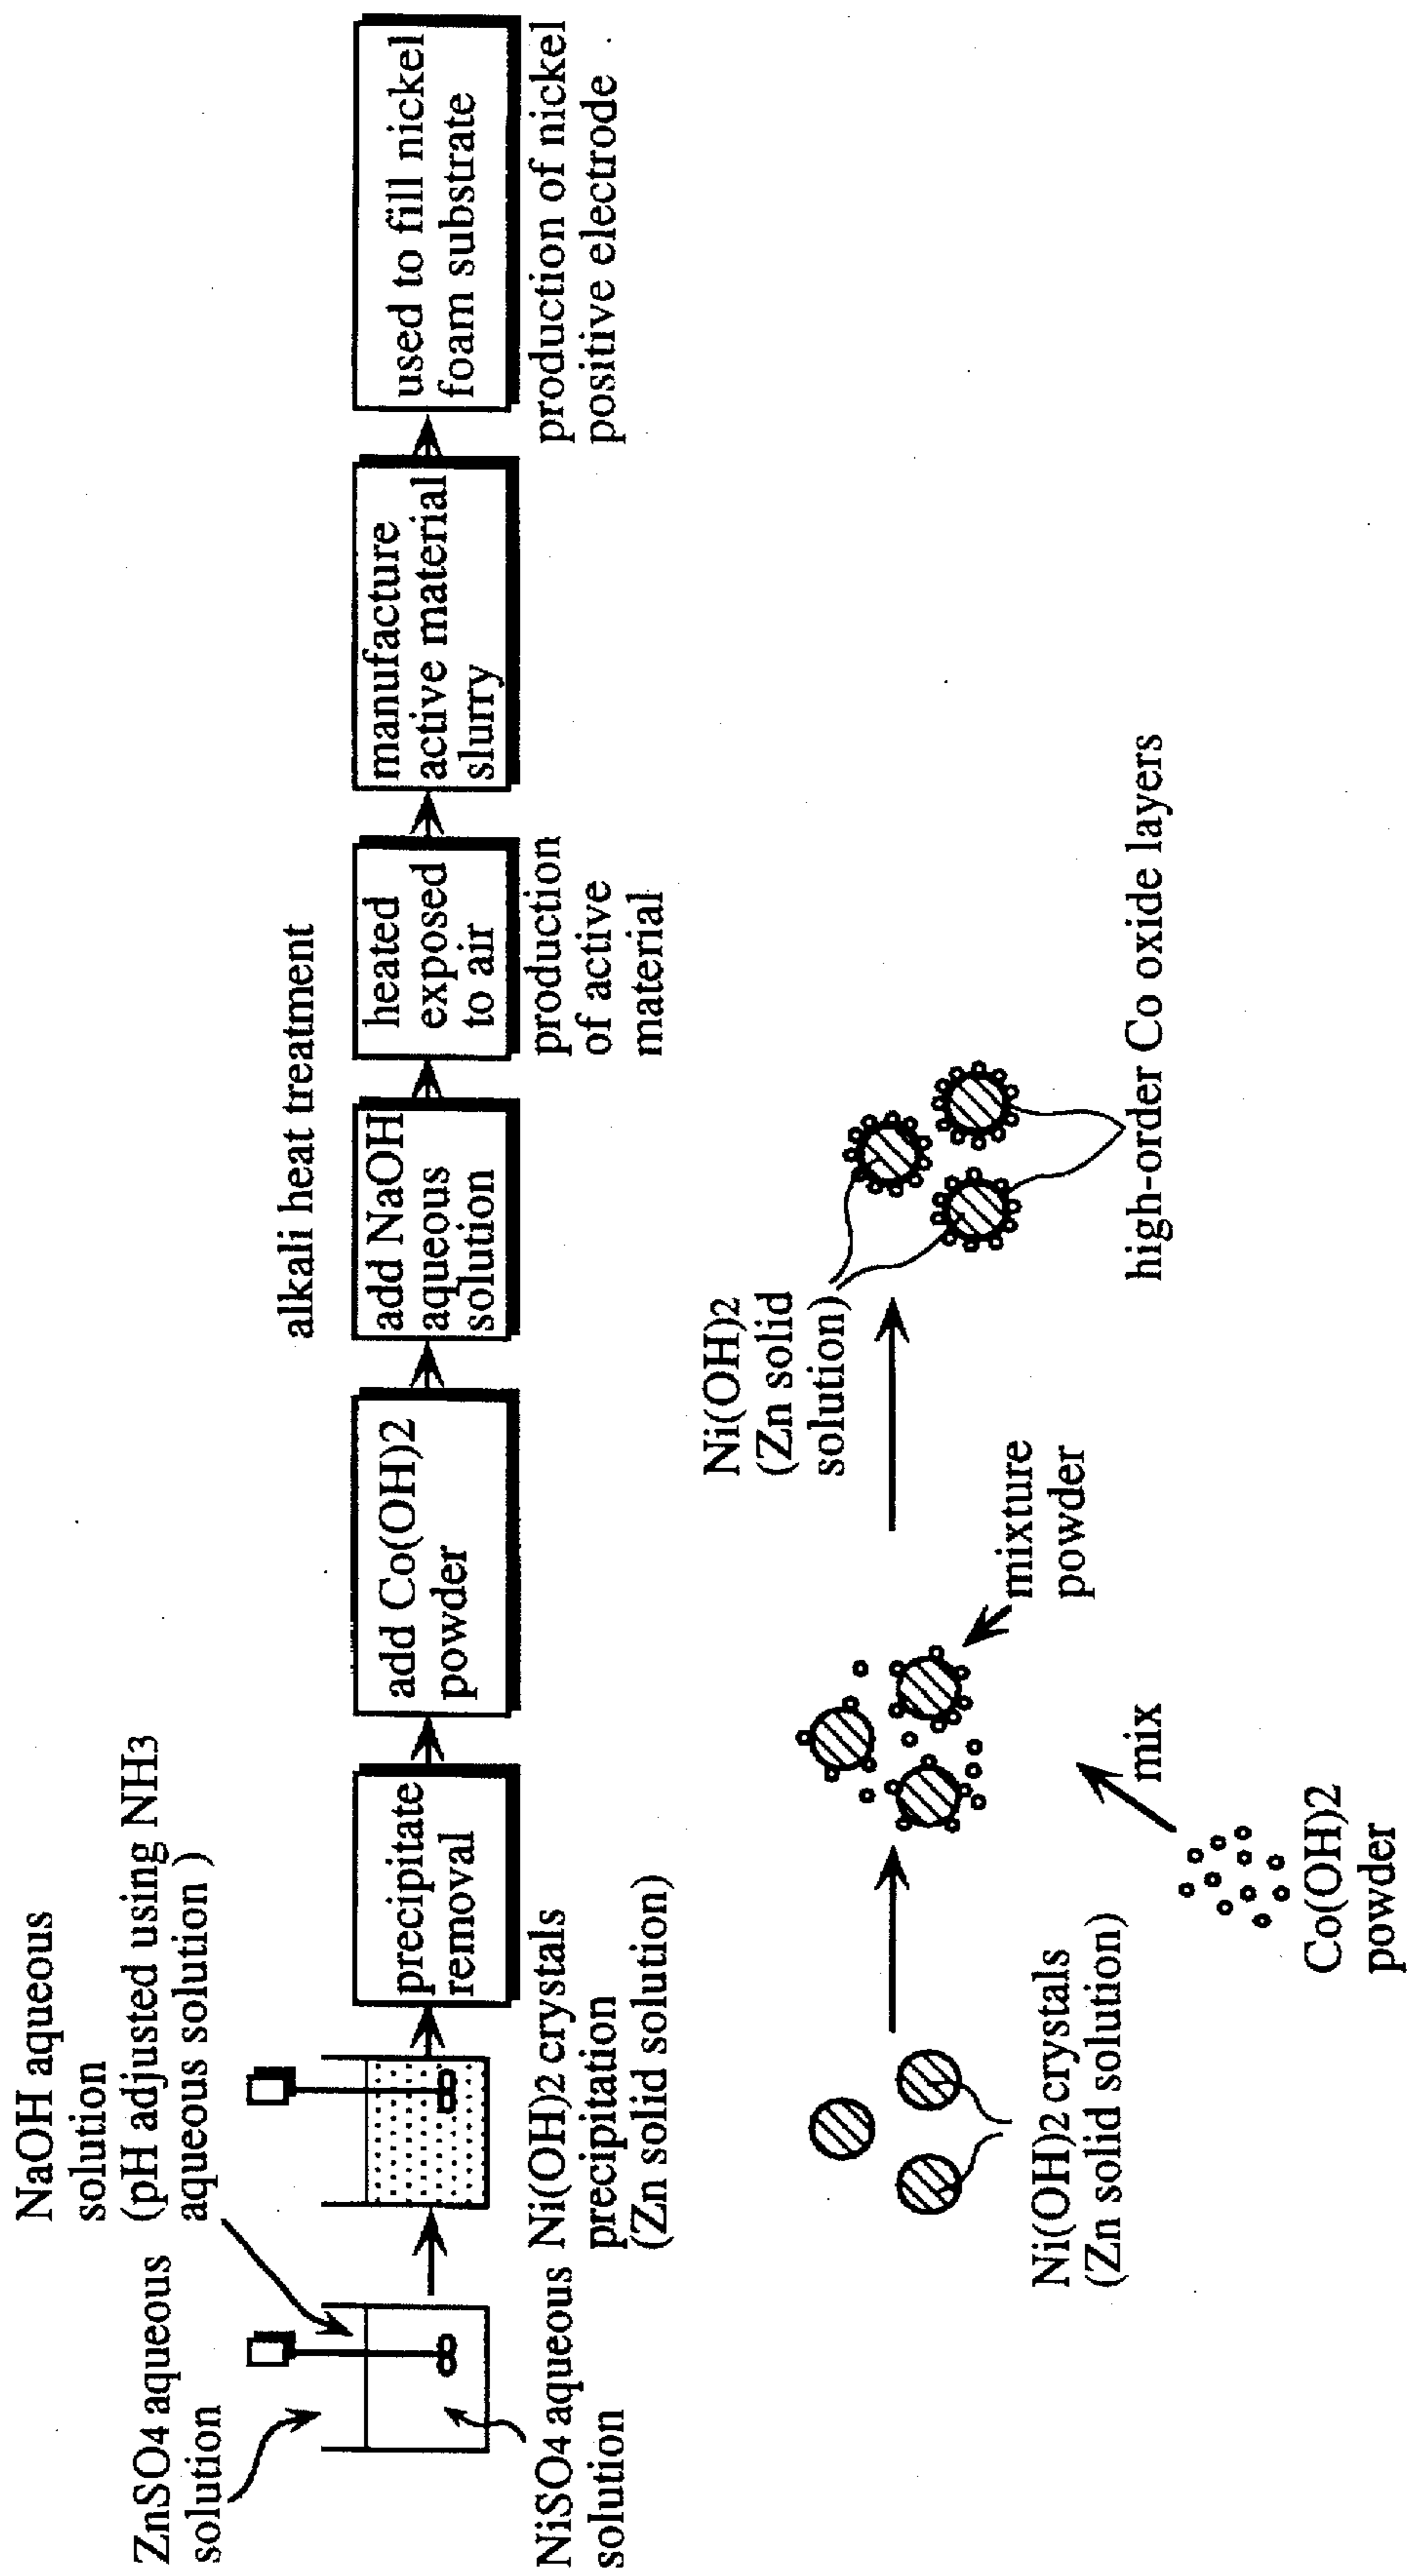 ZnSO4 aqueous
solution
NaOH aqueous
solution
(pH adjusted using NH3
aqueous solution )
NiSO4 aqueous
solution
Ni(OH)2 crystals
precipitation
(Zn solid solution)
precipitate
removal
add Co(OH)2
powder
alkali heat treatment
add NaOH
aqueous
solution
heated
exposed
to air
production
of active
material
manufacture
active material
slurry
used to fill nickel
foam substrate
production of nickel
positive electrode
Ni(OH)2 crystals
(Zn solid solution)
Co(OH)2
powder
mix
mixture
powder
Ni(OH)2
(Zn solid
solution)
high-order Co oxide layers